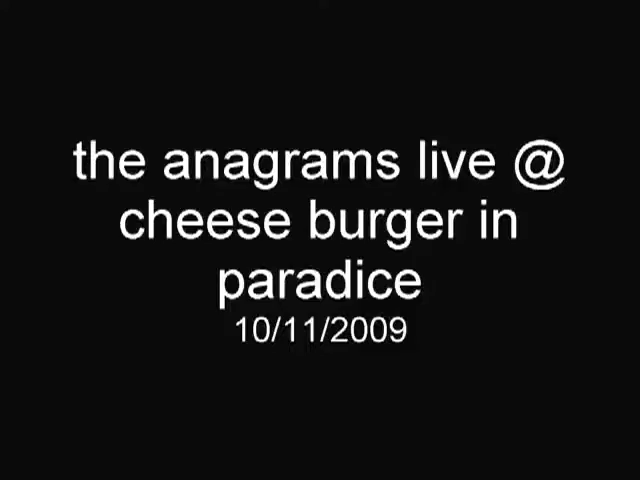 the anagrams live @
cheese burger in
paradice
10/11/2009